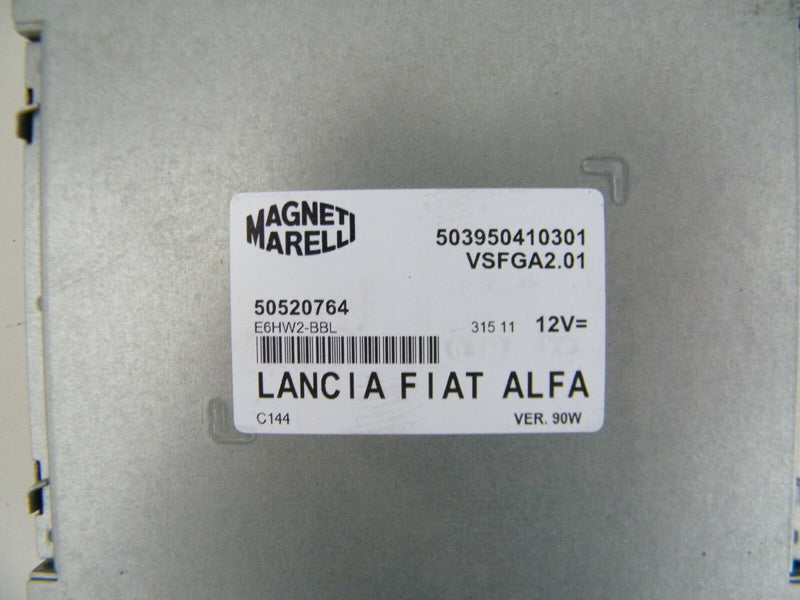 MAGNETI
MARELLI
503950410301
VSFGA2.01
50520764
E6HW2-BBL
315 11 12V=
LANCIA FIAT ALFA
C144
VER. 90W